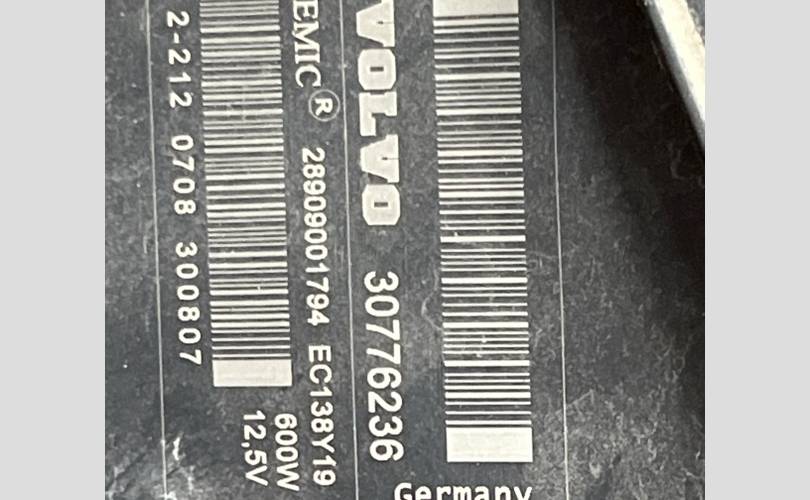 VOLVO 30776236
Germany
EMIC® 28909001794 EC138Y19
600W
12,5V
2-212 0708 300807